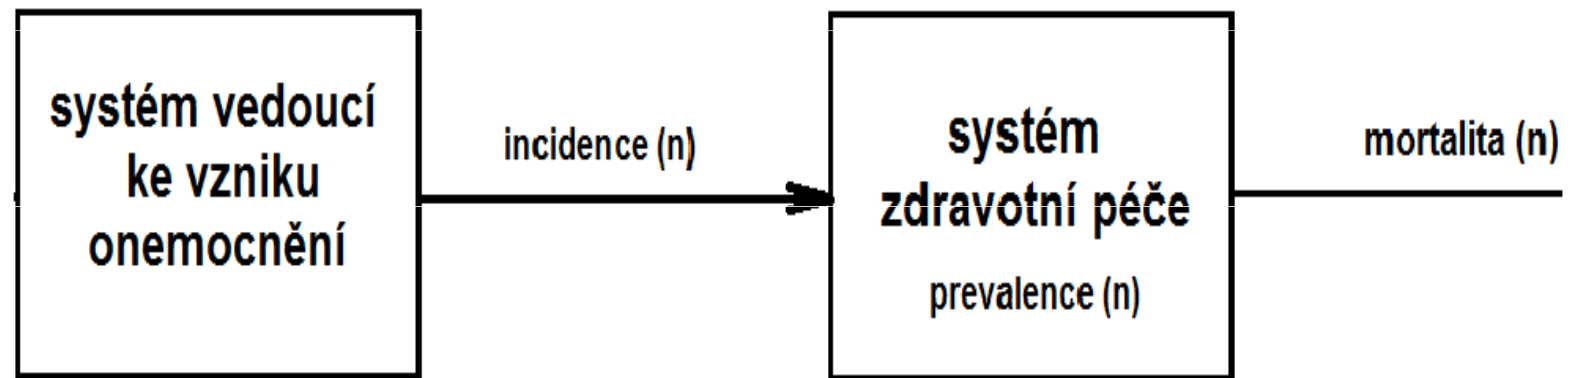 systém vedoucí
ke vzniku
onemocnění
incidence (n)
systém
zdravotní péče
prevalence (n)
mortalita (n)